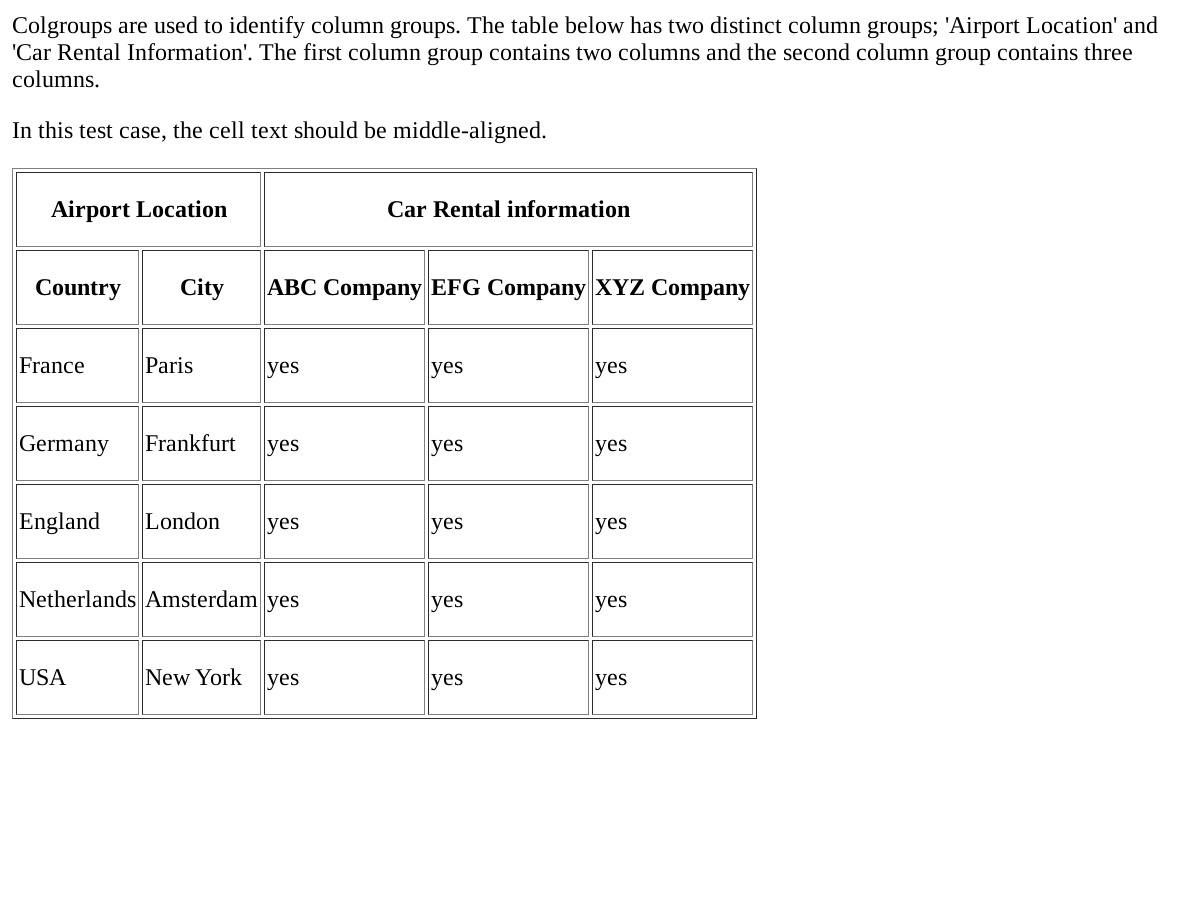 Colgroups are used to identify column groups. The table below has two distinct column groups; 'Airport Location' and
'Car Rental Information'. The first column group contains two columns and the second column group contains three
columns.
In this test case, the cell text should be middle-aligned.
Airport Location Car Rental information
Country City ABC Company EFG Company XYZ Company
France Paris yes yes yes
Germany Frankfurt yes yes yes
England London yes yes yes
Netherlands Amsterdam yes yes yes
USA New York yes yes yes